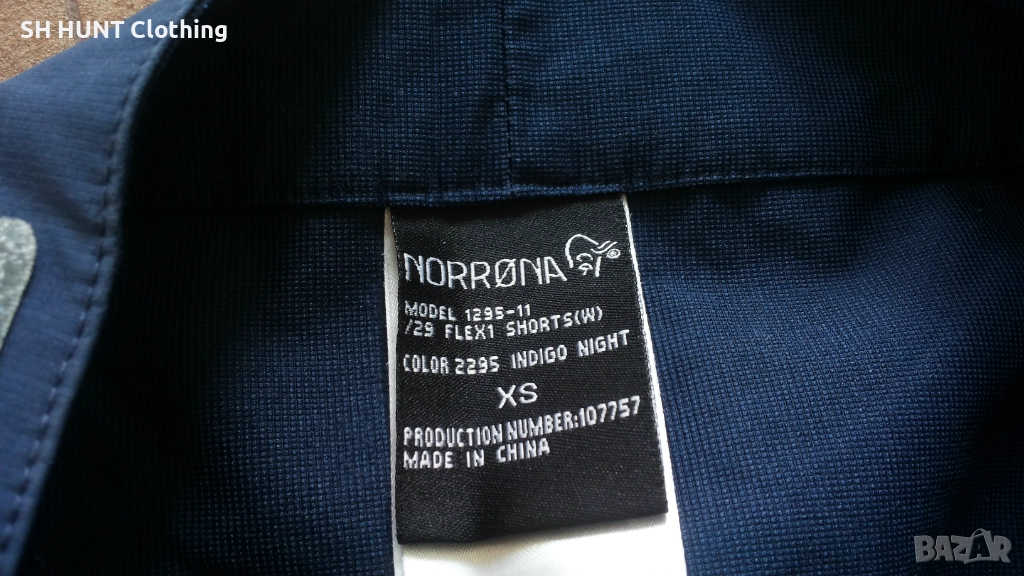 SH HUNT Clothing
NORRØNA
MODEL 1295-11
/29 FLEX1 SHORTS(W)
COLOR 2295 INDIGO NIGHT
XS
PRODUCTION NUMBER:107757
MADE IN CHINA
BAZAR